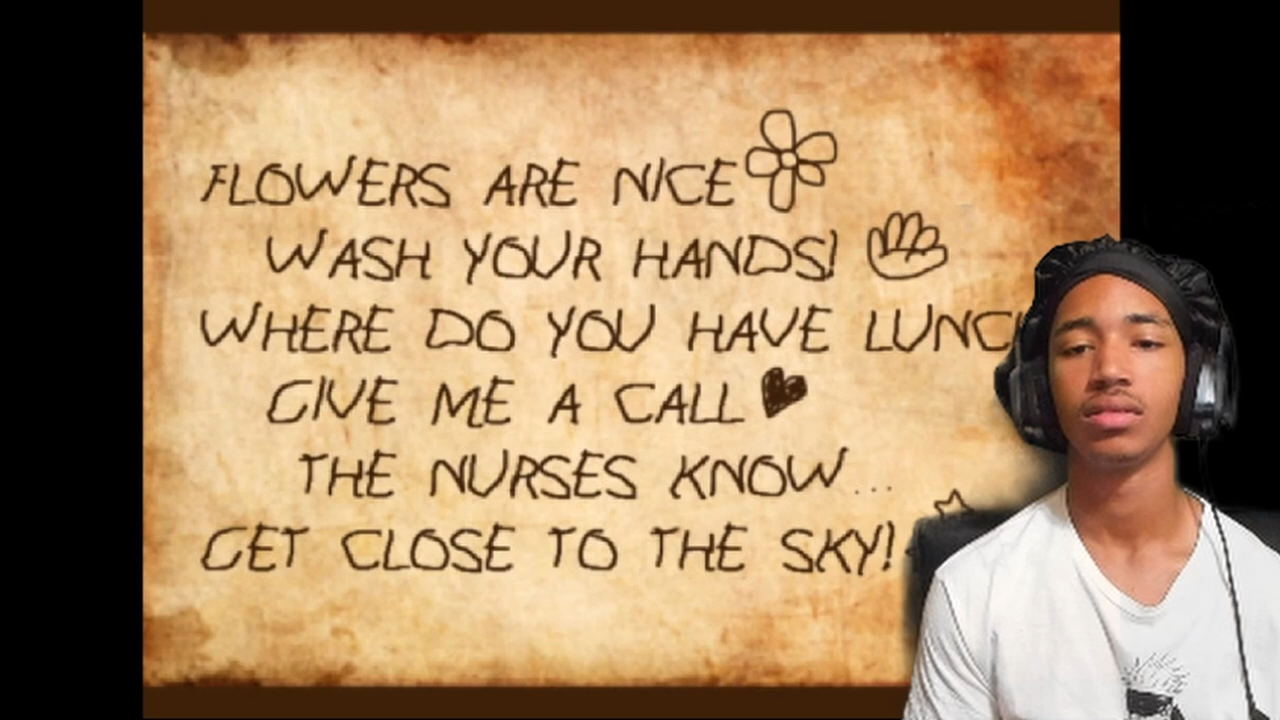 FLOWERS ARE NICE
WASH YOUR HANDS!
WHERE DO YOU HAVE
GIVE ME A CALL
THE NURSES KNOW...
GET CLOSE TO THE SKY!